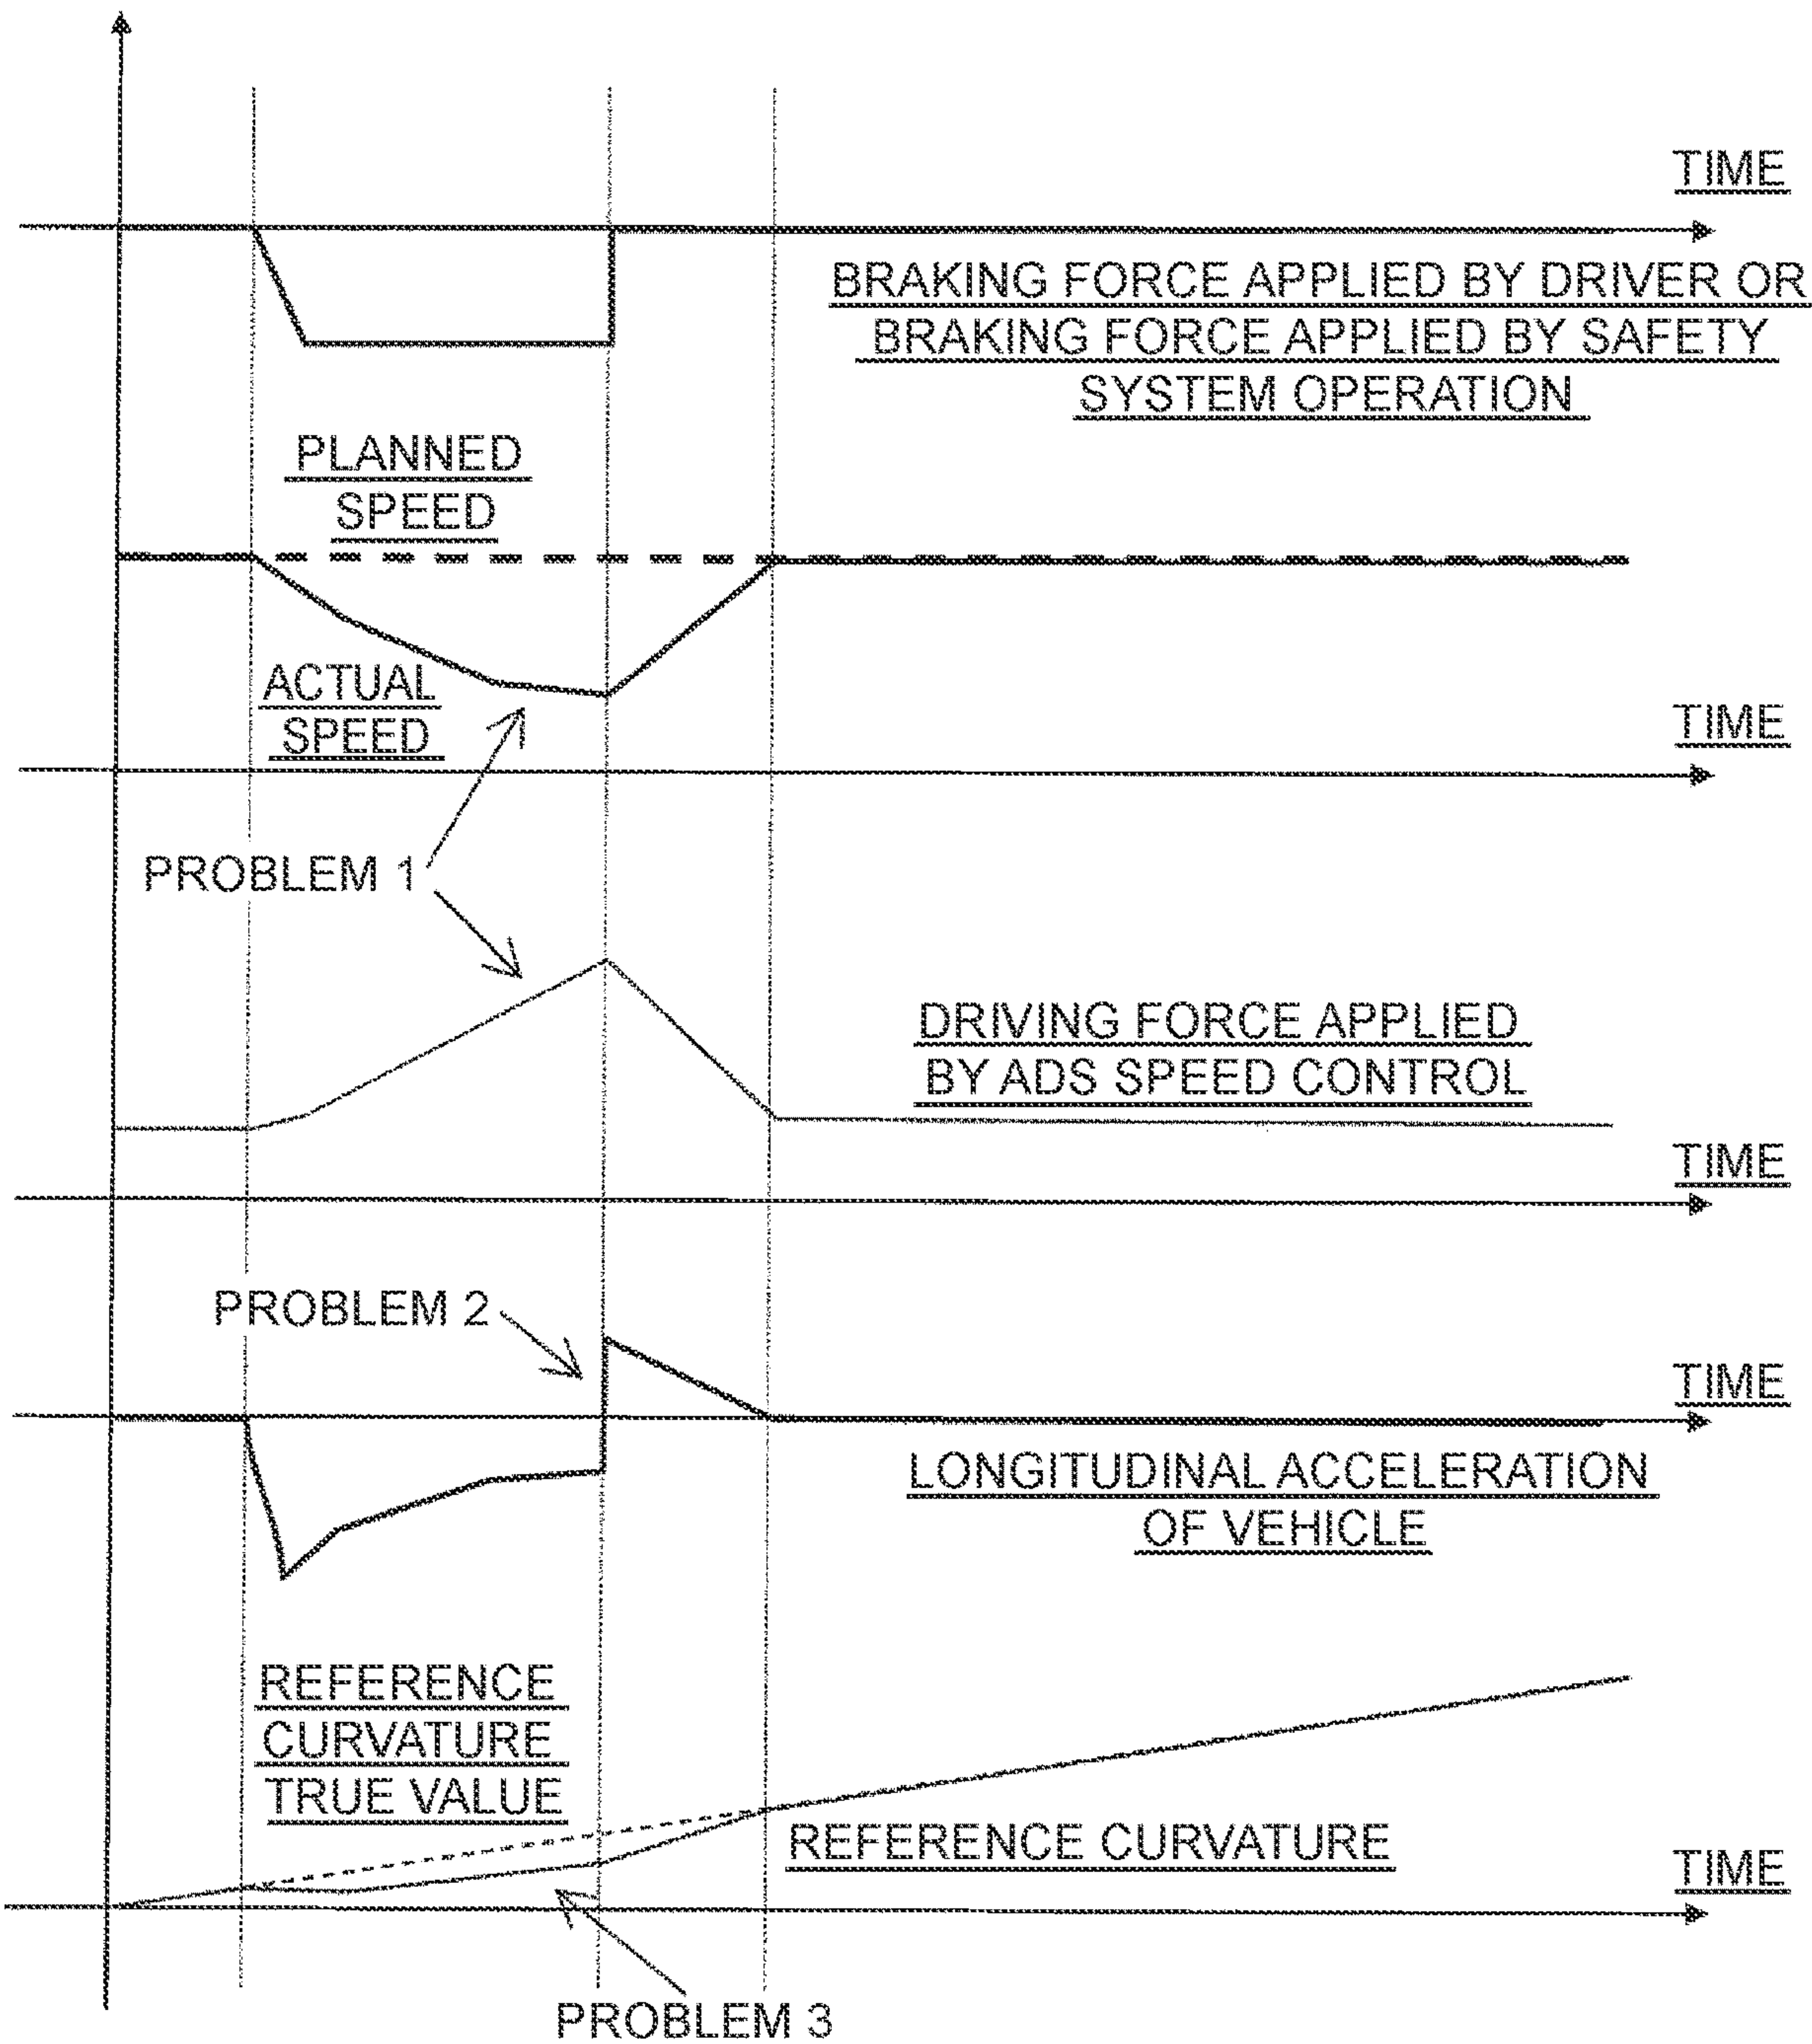 TIME
BRAKING FORCE APPLIED BY DRIVER OR
BRAKING FORCE APPLIED BY SAFETY
SYSTEM OPERATION
PLANNED
SPEED
ACTUAL
SPEED
TIME
PROBLEM 1
DRIVING FORCE APPLIED
BY ADS SPEED CONTROL
TIME
PROBLEM 2
TIME
LONGITUDINAL ACCELERATION
OF VEHICLE
REFERENCE
CURVATURE
TRUE VALUE
REFERENCE CURVATURE
TIME
PROBLEM 3